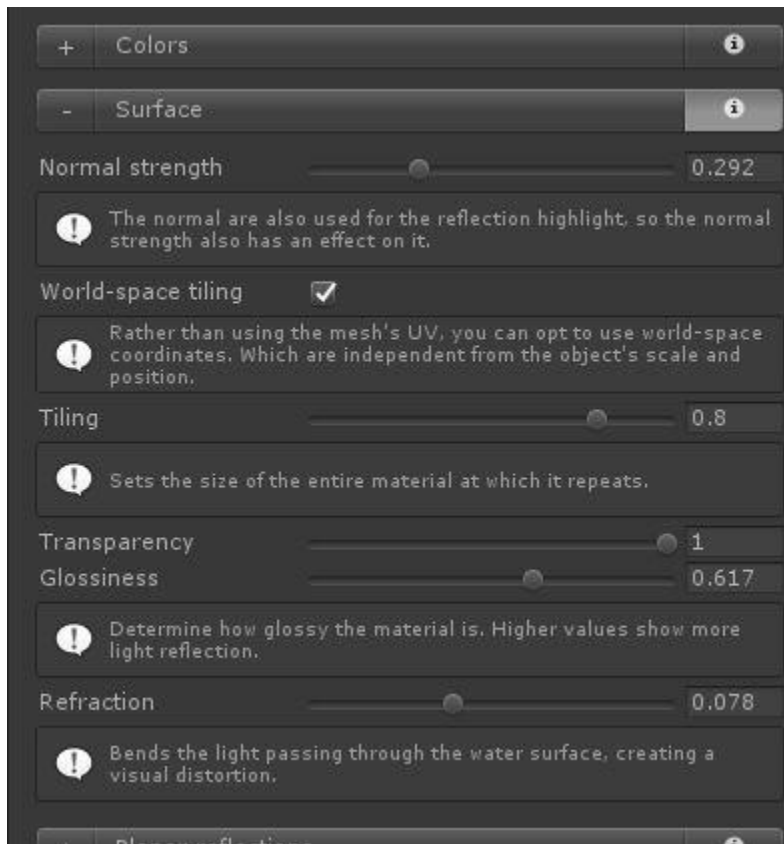 + Colors
- Surface
Normal strength 0.292
The normal are also used for the reflection highlight, so the normal
strength also has an effect on it.
World-space tiling
Rather than using the mesh's UV, you can opt to use world-space
coordinates. Which are independent from the object's scale and
position.
Tiling 0.8
Sets the size of the entire material at which it repeats.
Transparency 1
Glossiness 0.617
Determine how glossy the material is. Higher values show more
light reflection.
Refraction 0.078
Bends the light passing through the water surface, creating a
visual distortion.